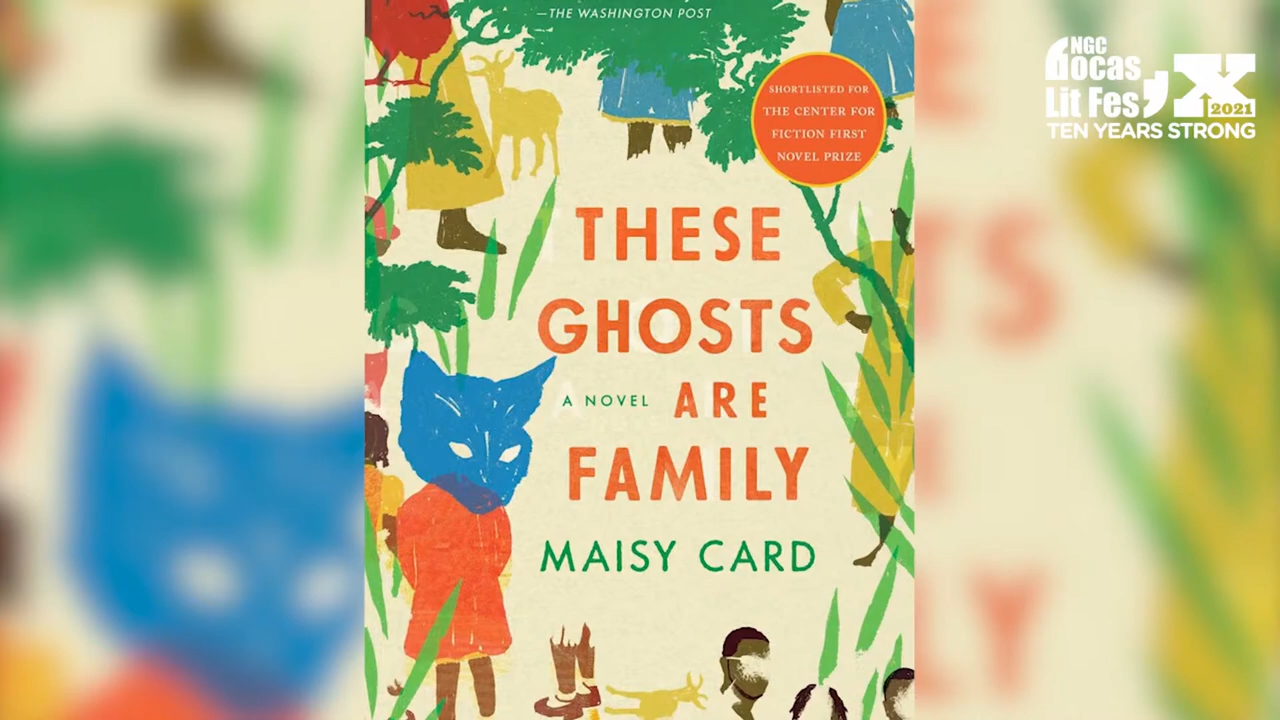 —THE WASHINGTON POST
SHORTLISTED FOR
THE CENTER FOR
FICTION FIRST
NOVEL PRIZE
THESE
GHOSTS
A NOVEL ARE
FAMILY
MAISY CARD
NGC
Bocas
Lit Fest X
2021
TEN YEARS STRONG